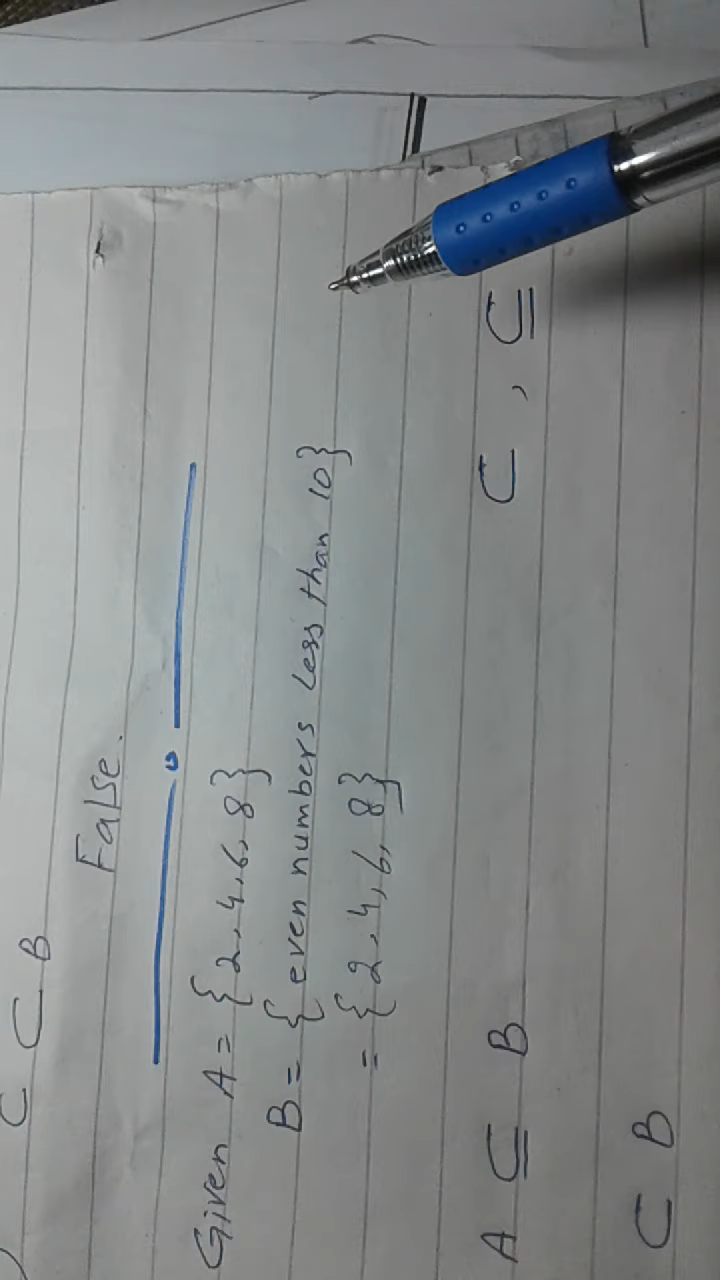 ⊂ ⊂ B
False.
Given A = {2, 4, 6, 8}
B = {even numbers less than 10}
= {2, 4, 6, 8}
A ⊆ B ⊂ , ⊆
⊂ B